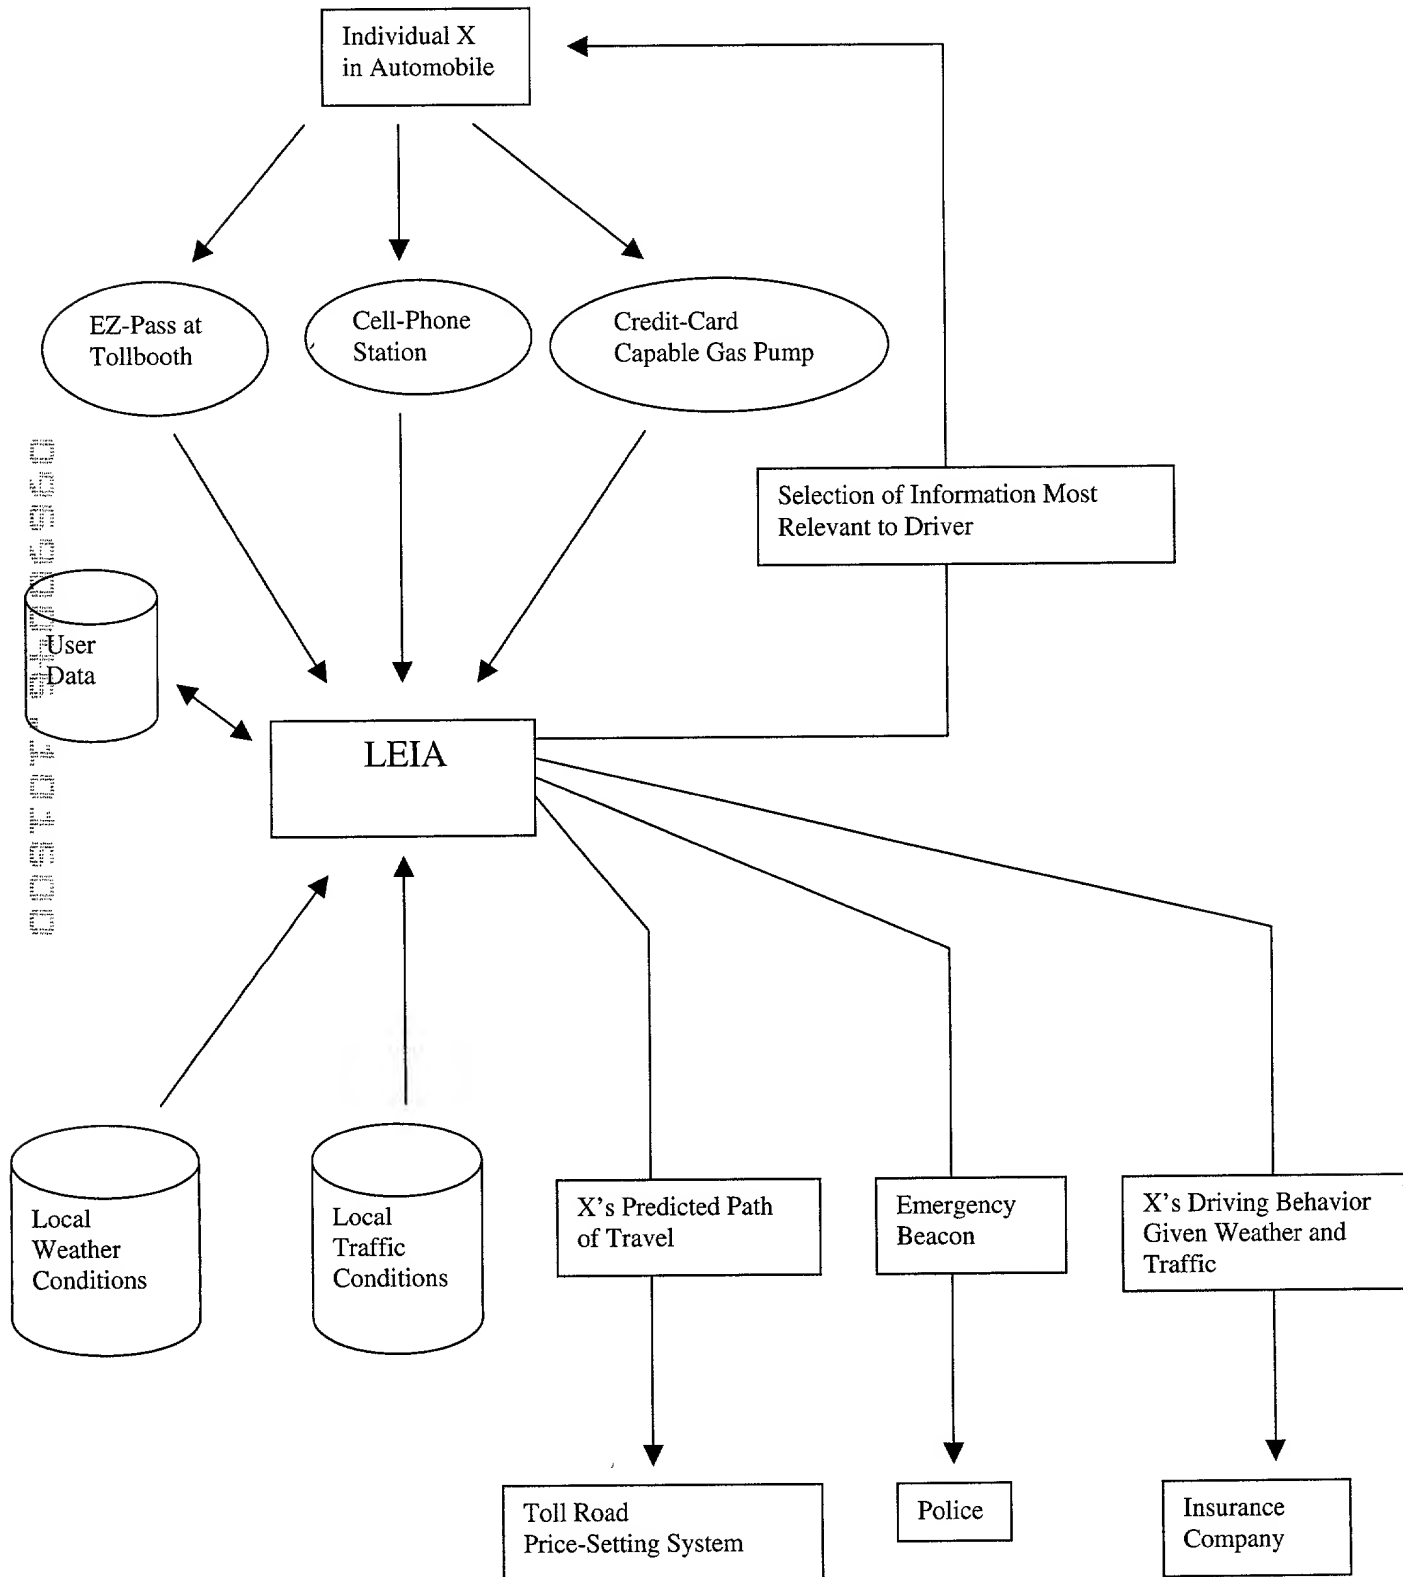 Individual X
in Automobile
EZ-Pass at
Tollbooth
Cell-Phone
Station
Credit-Card
Capable Gas Pump
Selection of Information Most
Relevant to Driver
User
Data
LEIA
Local
Weather
Conditions
Local
Traffic
Conditions
X's Predicted Path
of Travel
Emergency
Beacon
X's Driving Behavior
Given Weather and
Traffic
Toll Road
Price-Setting System
Police
Insurance
Company